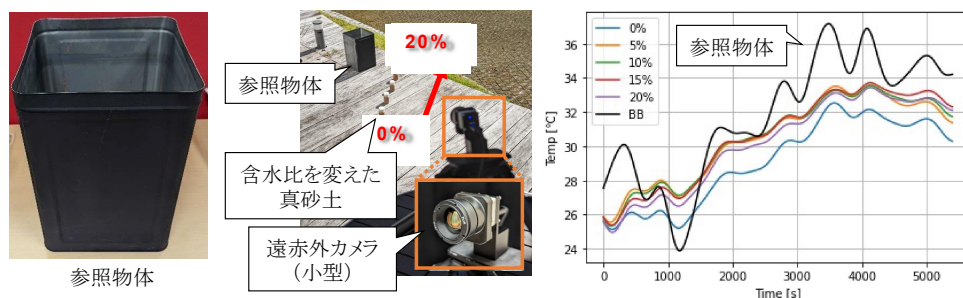 参照物体
20%
参照物体
0%
含水比を変えた
真砂土
遠赤外カメラ
(小型)
参照物体
0%
5%
10%
15%
20%
BB
Temp [℃]
36
34
32
30
28
26
24
0
1000
2000
3000
4000
5000
Time [s]